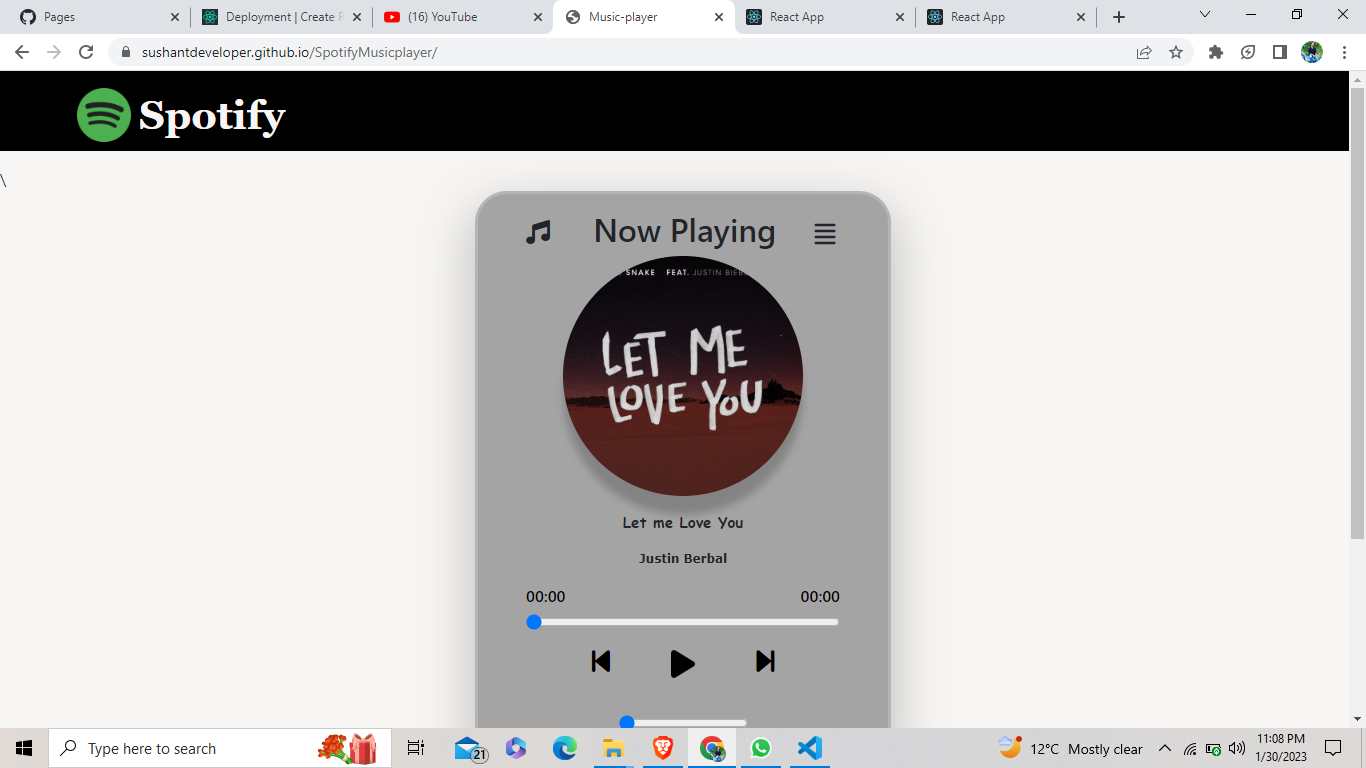 Pages
Deployment | Create R
(16) YouTube
Music-player
React App
React App
sushantdeveloper.github.io/SpotifyMusicplayer/
Spotify
\
Now Playing
SNAKE FEAT. JUSTIN BIEB
LET ME
LOVE YOU
Let me Love You
Justin Berbal
00:00 00:00
Type here to search
21
12°C Mostly clear
11:08 PM
1/30/2023